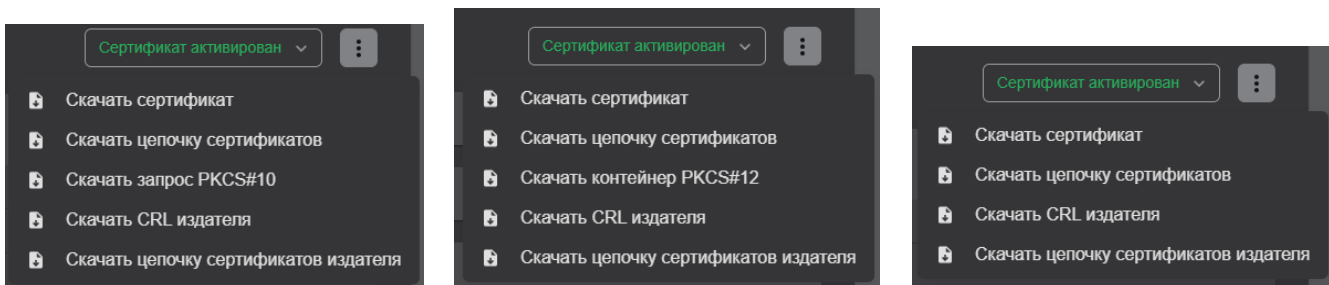 Сертификат активирован
Скачать сертификат
Скачать цепочку сертификатов
Скачать запрос PKCS#10
Скачать CRL издателя
Скачать цепочку сертификатов издателя
Сертификат активирован
Скачать сертификат
Скачать цепочку сертификатов
Скачать контейнер PKCS#12
Скачать CRL издателя
Скачать цепочку сертификатов издателя
Сертификат активирован
Скачать сертификат
Скачать цепочку сертификатов
Скачать CRL издателя
Скачать цепочку сертификатов издателя